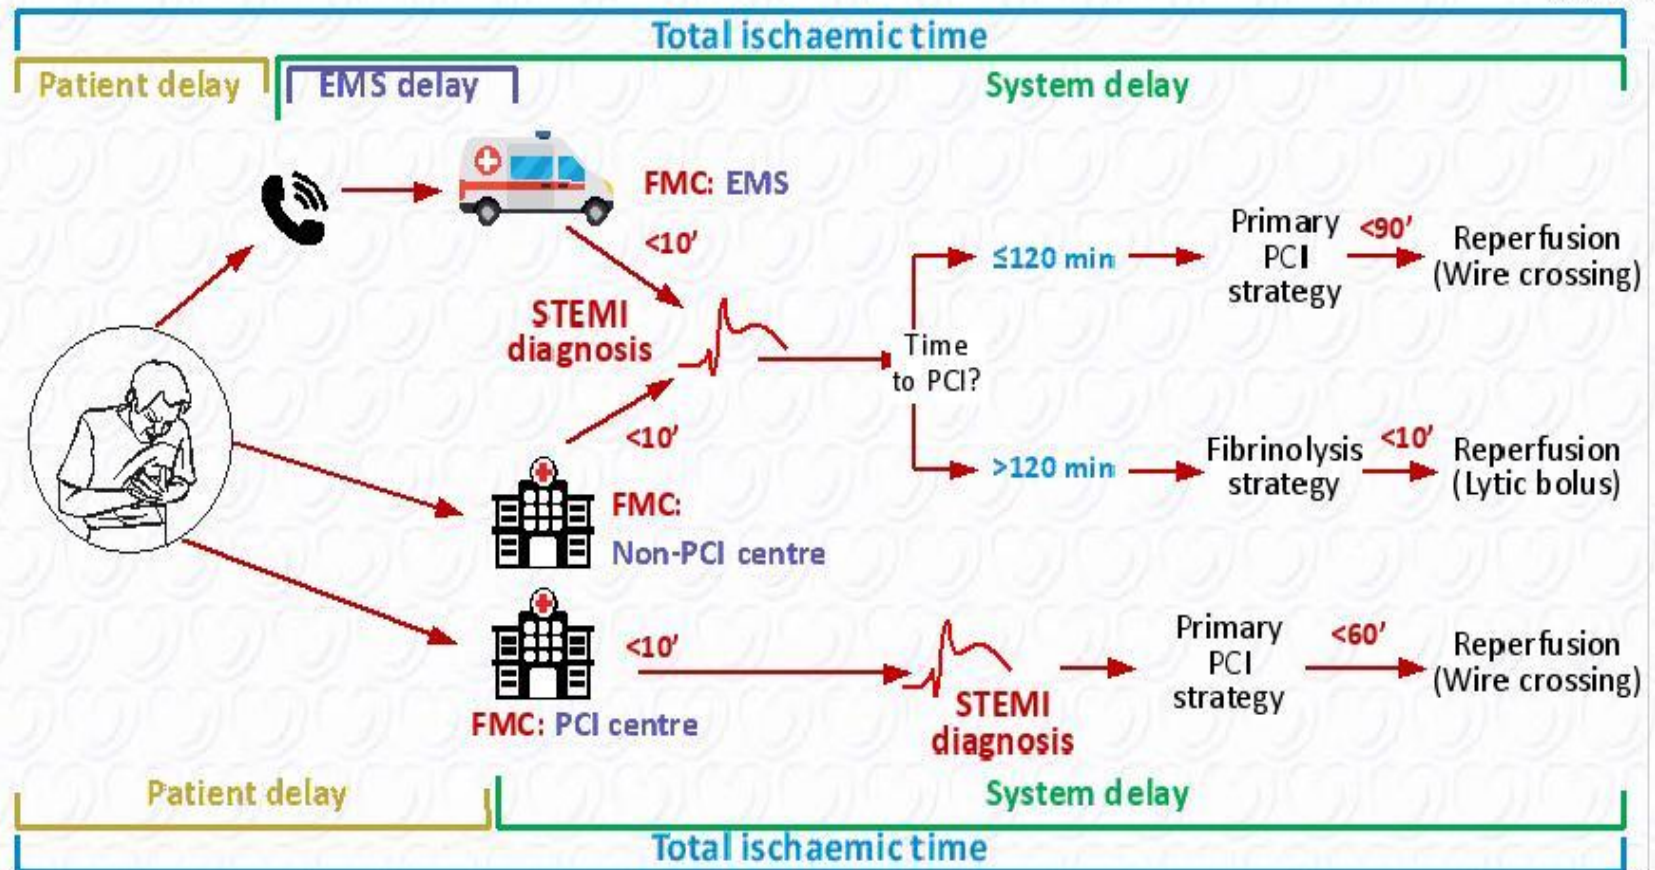 Total ischaemic time
Patient delay
EMS delay
System delay
FMC: EMS
<10’
STEMI
diagnosis
<10’
FMC:
Non-PCI centre
Time
to PCI?
≤120 min
Primary
PCI
strategy
<90’
Reperfusion
(Wire crossing)
>120 min
Fibrinolysis
strategy
<10’
Reperfusion
(Lytic bolus)
<10’
FMC: PCI centre
STEMI
diagnosis
Primary
PCI
strategy
<60’
Reperfusion
(Wire crossing)
Patient delay
System delay
Total ischaemic time